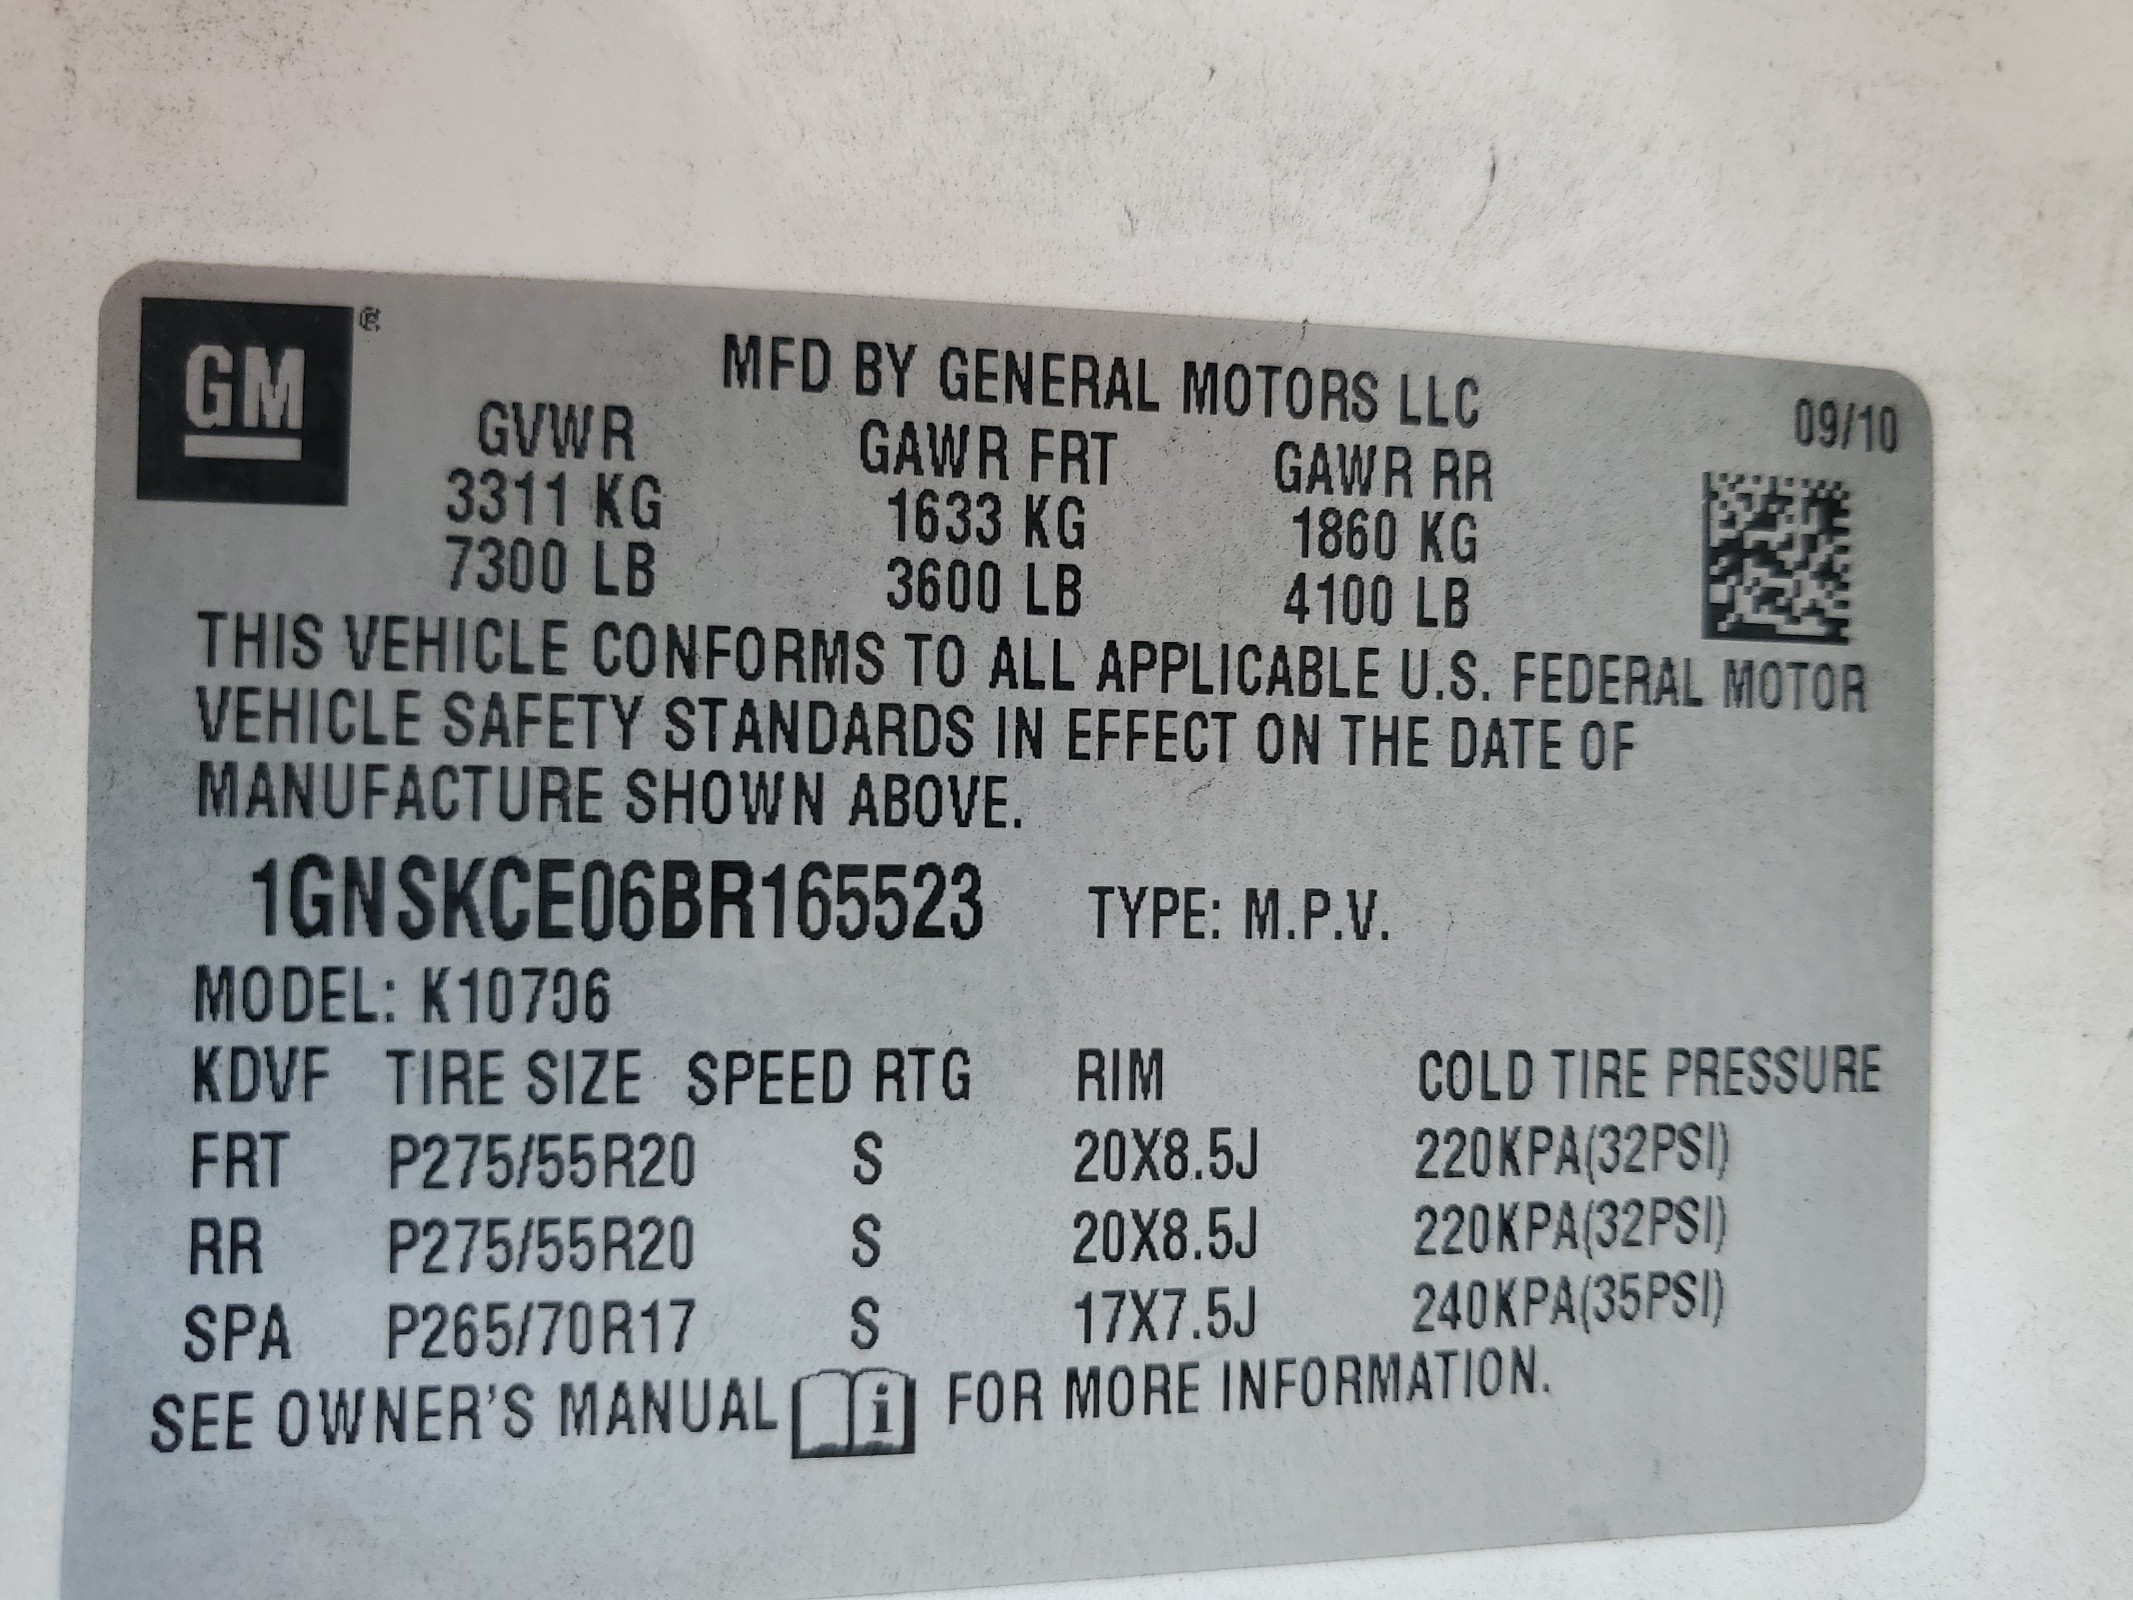 GM
MFD BY GENERAL MOTORS LLC
09/10
GVWR GAWR FRT GAWR RR
3311 KG 1633 KG 1860 KG
7300 LB 3600 LB 4100 LB
THIS VEHICLE CONFORMS TO ALL APPLICABLE U.S. FEDERAL MOTOR
VEHICLE SAFETY STANDARDS IN EFFECT ON THE DATE OF
MANUFACTURE SHOWN ABOVE.
1GNSKCE06BR165523 TYPE: M.P.V.
MODEL: K10706
KDVF TIRE SIZE SPEED RTG RIM COLD TIRE PRESSURE
FRT P275/55R20 S 20X8.5J 220KPA(32PSI)
RR P275/55R20 S 20X8.5J 220KPA(32PSI)
SPA P265/70R17 S 17X7.5J 240KPA(35PSI)
SEE OWNER'S MANUAL i FOR MORE INFORMATION.